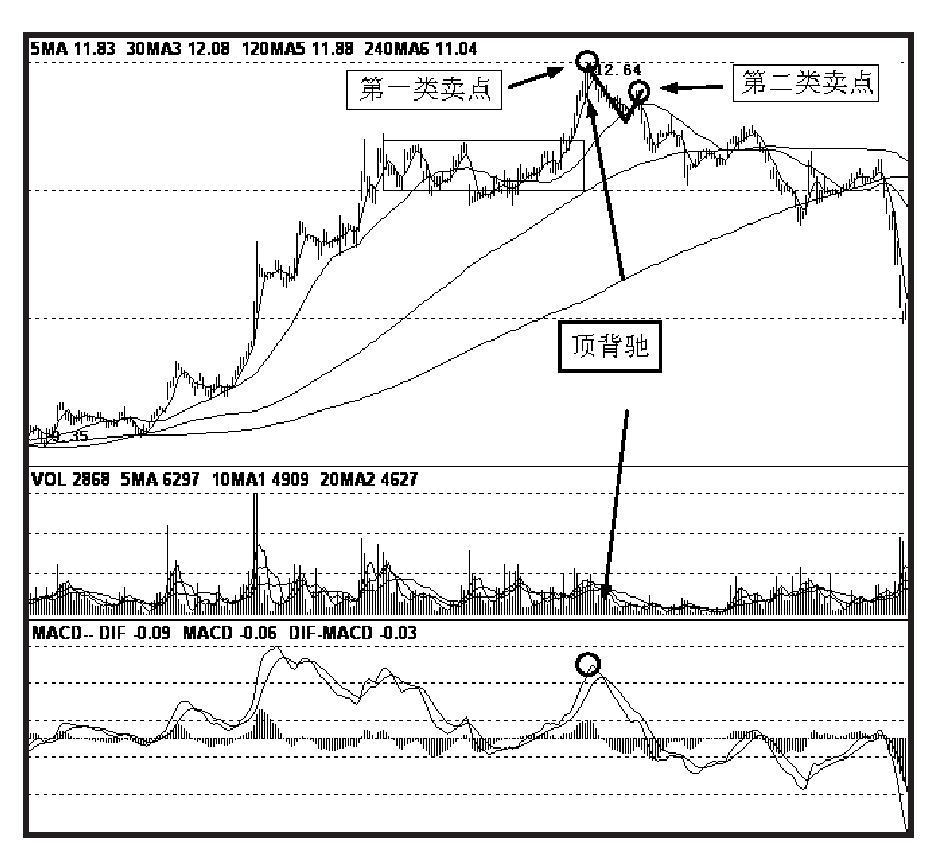 5MA 11.83 30MA3 12.08 120MA5 11.88 240MA6 11.04
12.64
第一类卖点
第二类卖点
顶背驰
.35
VOL 2868 5MA 6297 10MA1 4909 20MA2 4627
MACD-- DIF -0.09 MACD -0.06 DIF-MACD -0.03